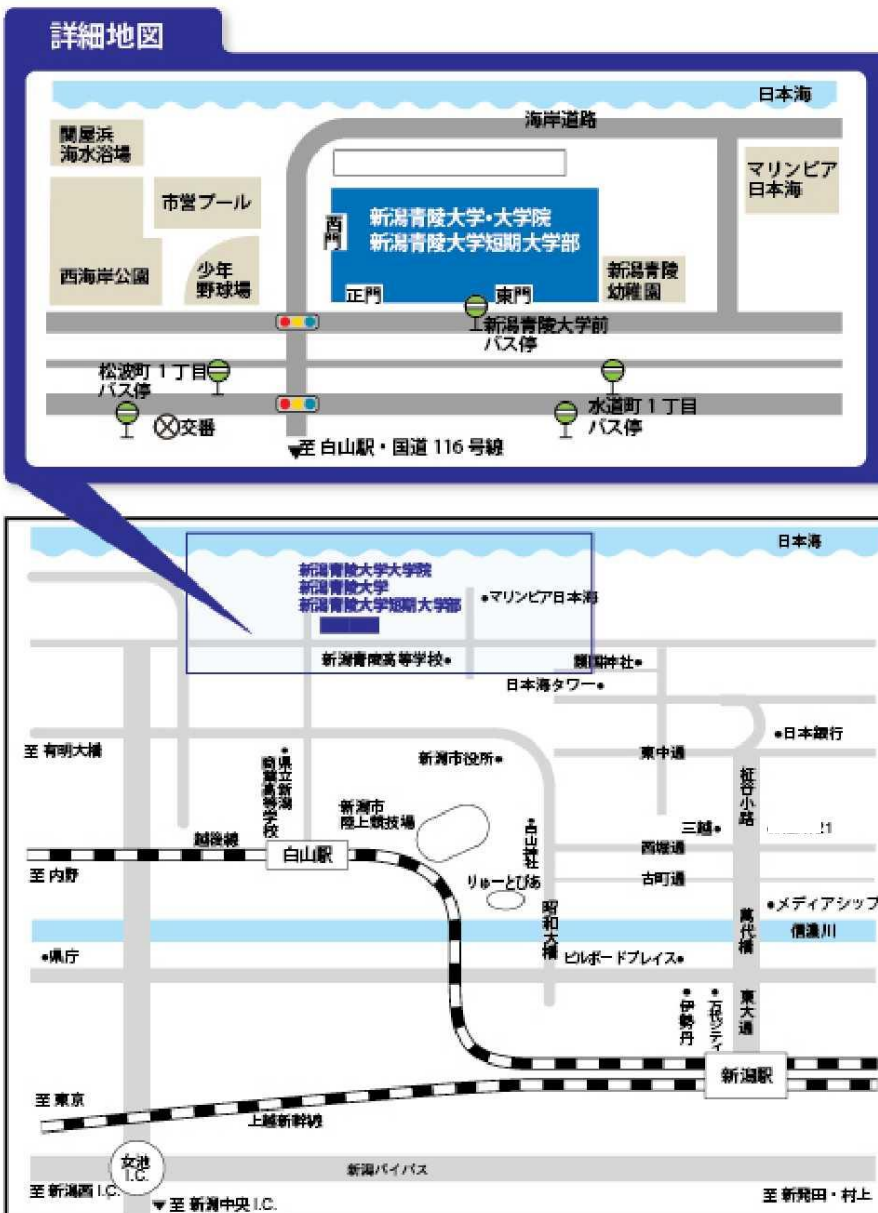 詳細地図
日本海
海岸道路
関屋浜
海水浴場
マリンピア
日本海
市営プール
西門
新潟青陵大学・大学院
新潟青陵大学短期大学部
西海岸公園
少年
野球場
新潟青陵
幼稚園
正門
東門
新潟青陵大学前
バス停
松波町1丁目
バス停
水道町1丁目
バス停
交番
至 白山駅・国道 116 号線
日本海
新潟青陵大学大学院
新潟青陵大学
新潟青陵大学短期大学部
マリンピア日本海
新潟青陵高等学校
護国神社
日本海タワー
日本銀行
至 有明大橋
県立新潟
商業高等学校
新潟市役所
東中通
柾谷小路
新潟市
陸上競技場
白山神社
三越
越後線
白山駅
西堀通
至 内野
りゅーとぴあ
古町通
メディアシップ
昭和大橋
萬代橋
信濃川
県庁
ビルボードプレイス
伊勢丹
万代シティ
東大通
新潟駅
至 東京
上越新幹線
女池
I.C.
新潟バイパス
至 新潟西 I.C.
至 新潟中央 I.C.
至 新発田・村上